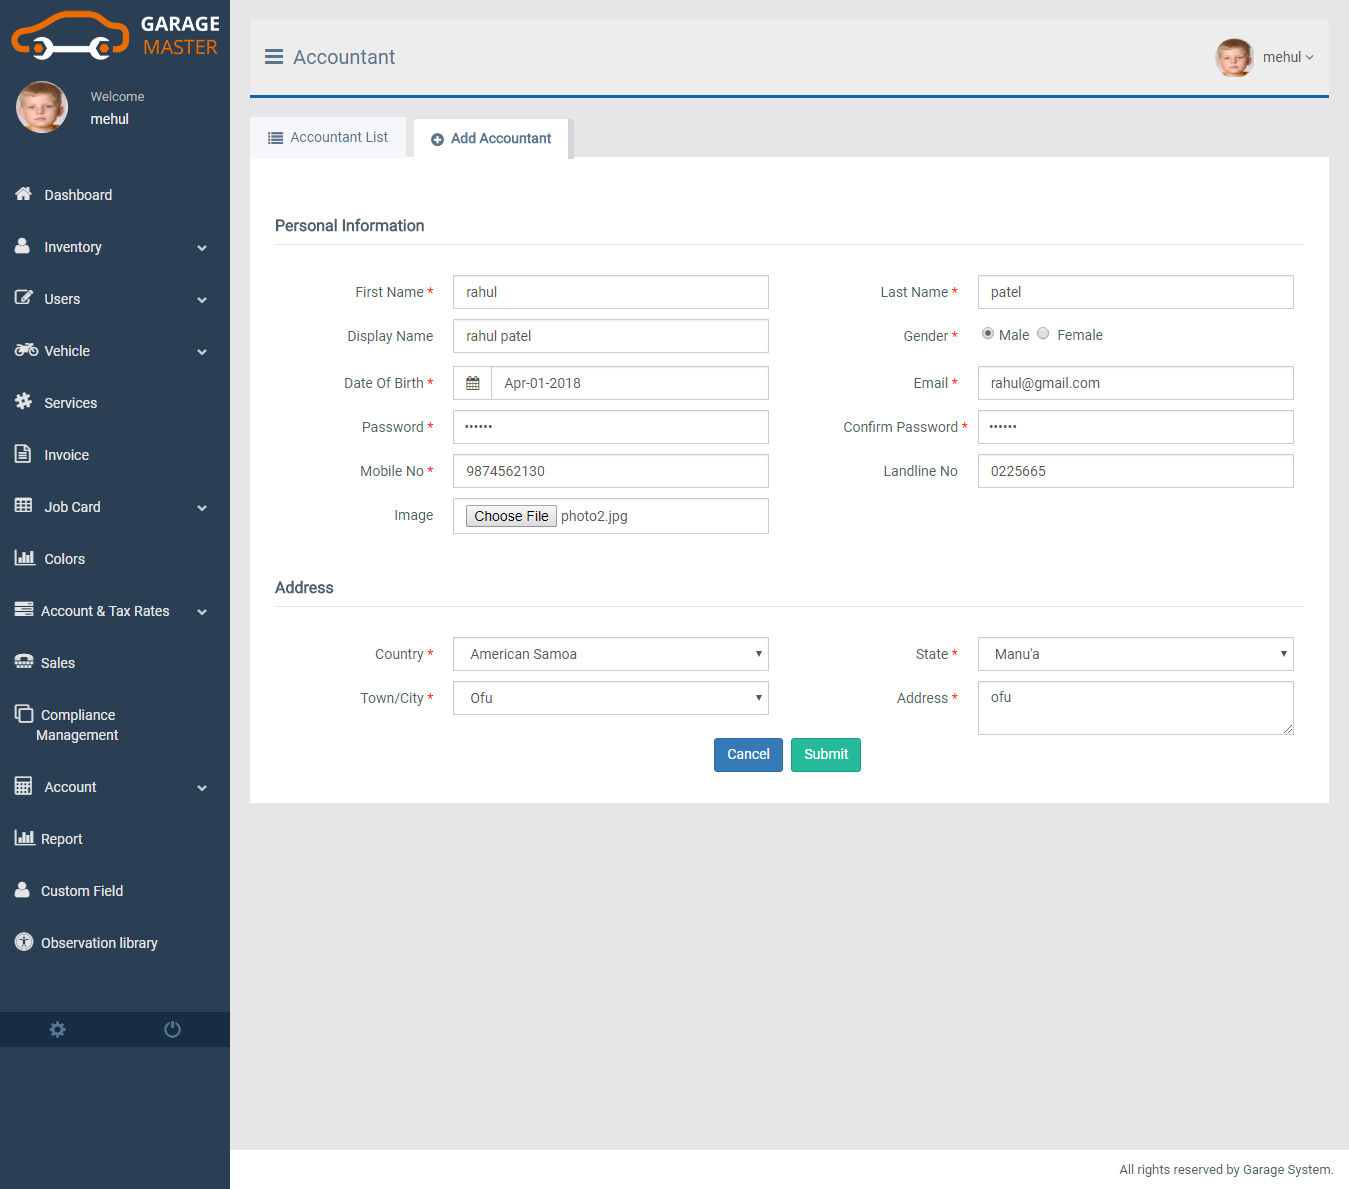 GARAGE
MASTER
Welcome
mehul
Dashboard
Inventory
Users
Vehicle
Services
Invoice
Job Card
Colors
Account & Tax Rates
Sales
Compliance
Management
Account
Report
Custom Field
Observation library
Accountant
mehul
Accountant List
Add Accountant
Personal Information
First Name * rahul
Last Name * patel
Display Name rahul patel
Gender * Male Female
Date Of Birth * Apr-01-2018
Email * rahul@gmail.com
Password * ••••••
Confirm Password * ••••••
Mobile No * 9874562130
Landline No 0225665
Image Choose File photo2.jpg
Address
Country * American Samoa
State * Manu'a
Town/City * Ofu
Address * ofu
Cancel Submit
All rights reserved by Garage System.